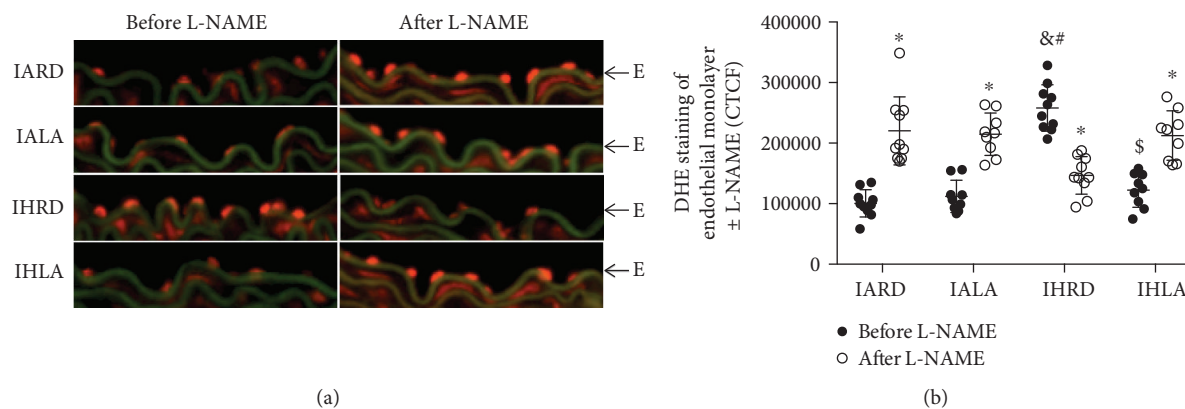 Before L-NAME
After L-NAME
IARD
E
IALA
E
IHRD
E
IHLA
E
(a)
DHE staining of
endothelial monolayer
± L-NAME (CTCF)
400000
300000
200000
100000
0
*
*
&#
*
$
*
IARD
IALA
IHRD
IHLA
Before L-NAME
After L-NAME
(b)